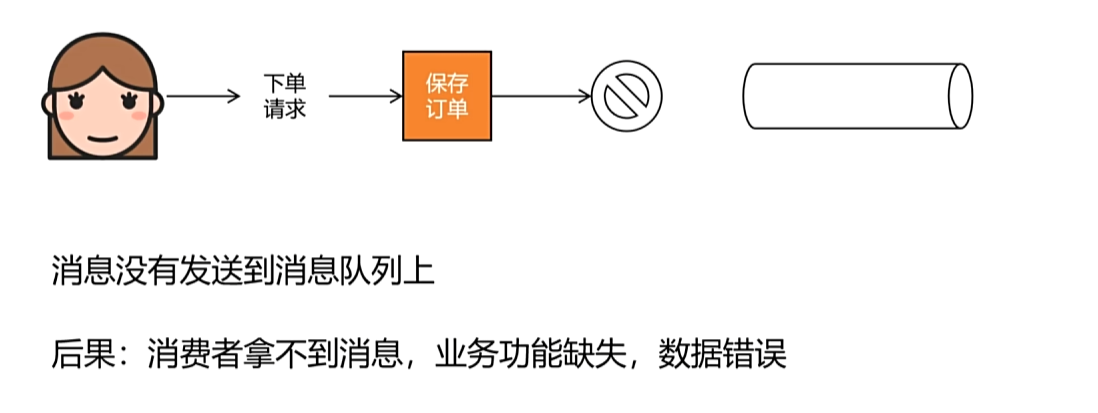 下单
请求
保存
订单
消息没有发送到消息队列上
后果：消费者拿不到消息，业务功能缺失，数据错误